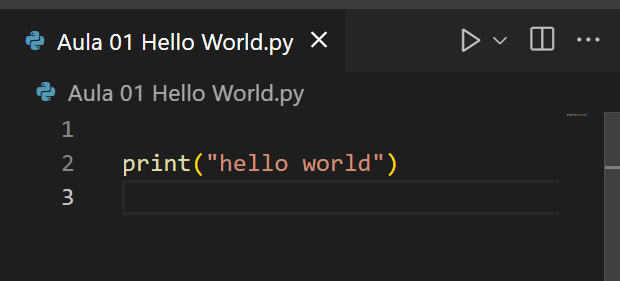 Aula 01 Hello World.py
Aula 01 Hello World.py
1
2 print("hello world")
3